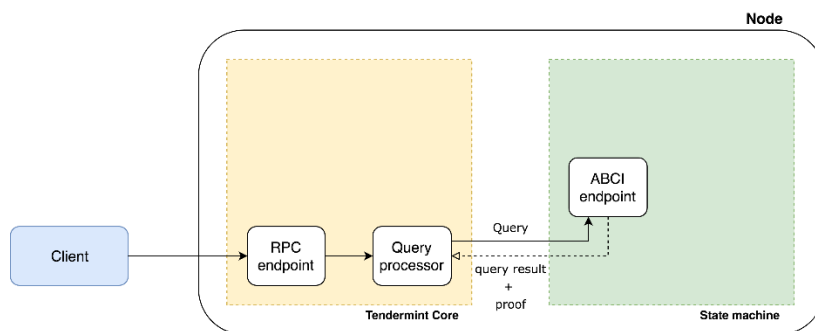 Node
ABCI
endpoint
Query
Client
RPC
endpoint
Query
processor
query result
+
proof
Tendermint Core
State machine